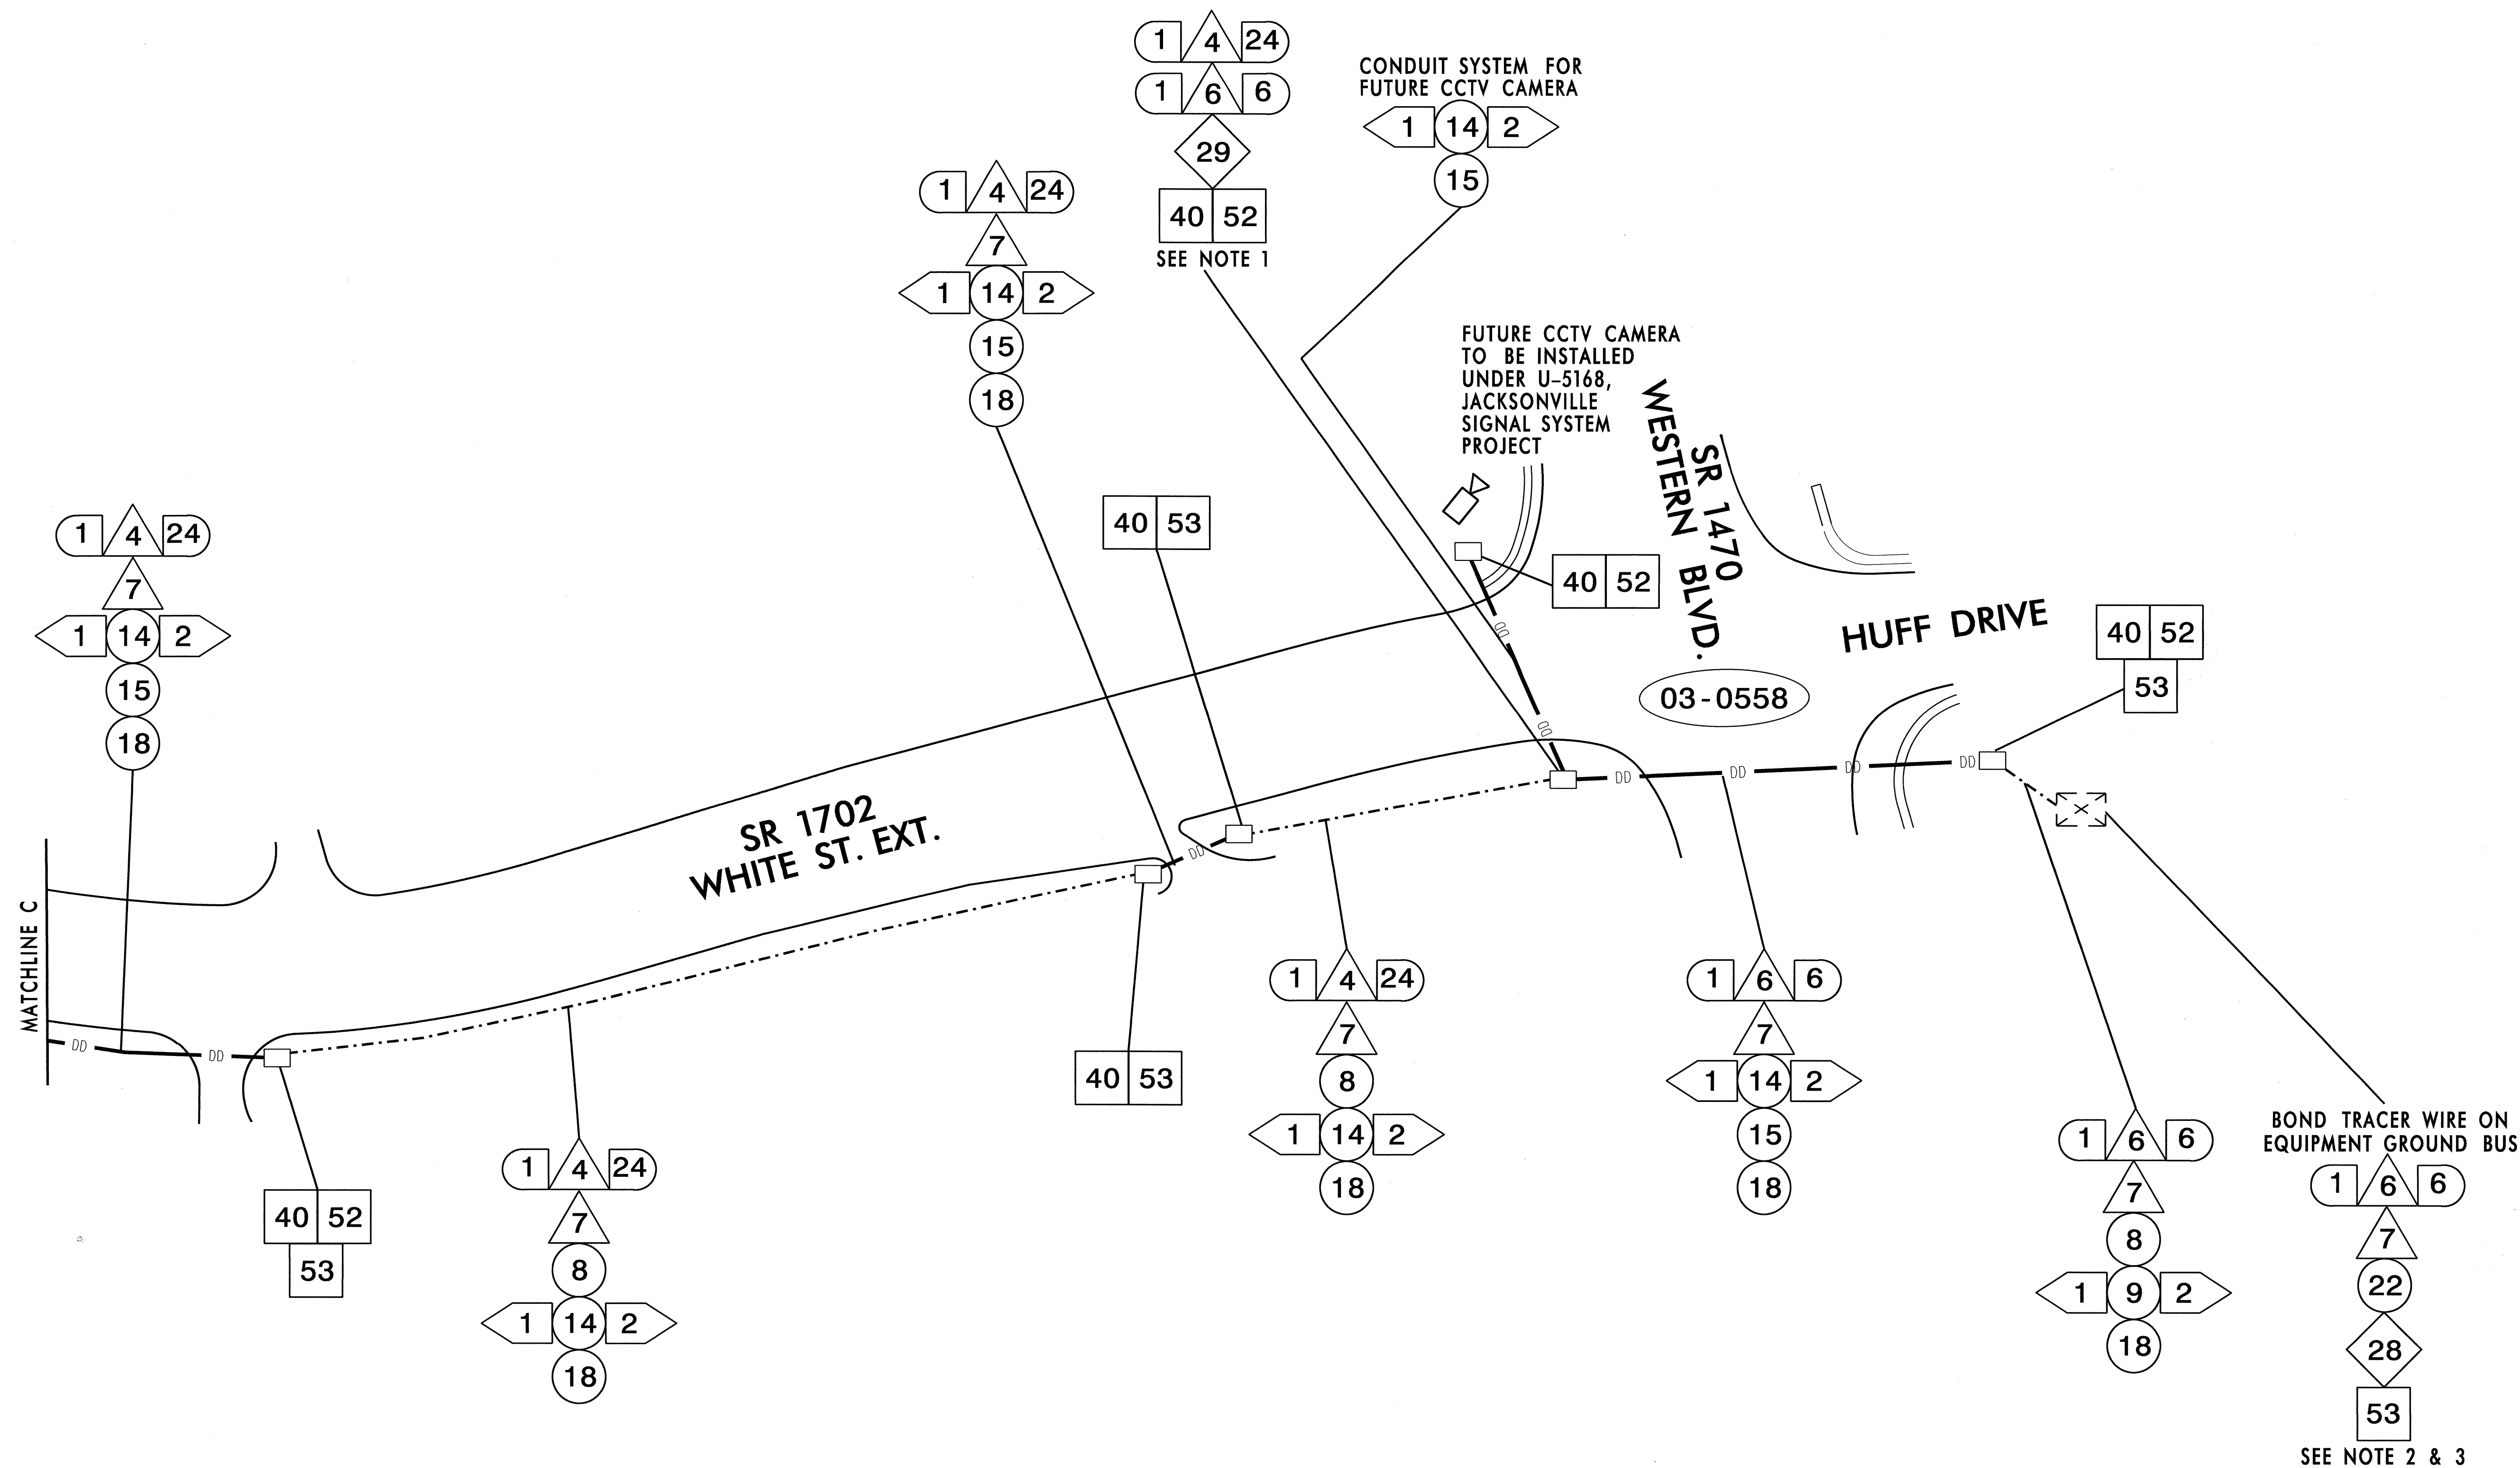 1 4 24
1 6 6
29
40 52
SEE NOTE 1
CONDUIT SYSTEM FOR
FUTURE CCTV CAMERA
1 14 2
15
1 4 24
7
1 14 2
15
18
FUTURE CCTV CAMERA
TO BE INSTALLED
UNDER U-5168,
JACKSONVILLE
SIGNAL SYSTEM
PROJECT
SR 1470
WESTERN BLVD.
40 53
40 52
1 4 24
7
1 14 2
15
18
HUFF DRIVE
40 52
53
03-0558
DD
DD
DD
DD
DD
DD
SR 1702
WHITE ST. EXT.
DD
MATCHLINE C
DD
DD
40 52
53
1 4 24
7
8
1 14 2
18
40 53
1 4 24
7
8
1 14 2
18
1 6 6
7
1 14 2
15
18
1 6 6
7
8
1 9 2
18
BOND TRACER WIRE ON
EQUIPMENT GROUND BUS
1 6 6
7
22
28
53
SEE NOTE 2 & 3